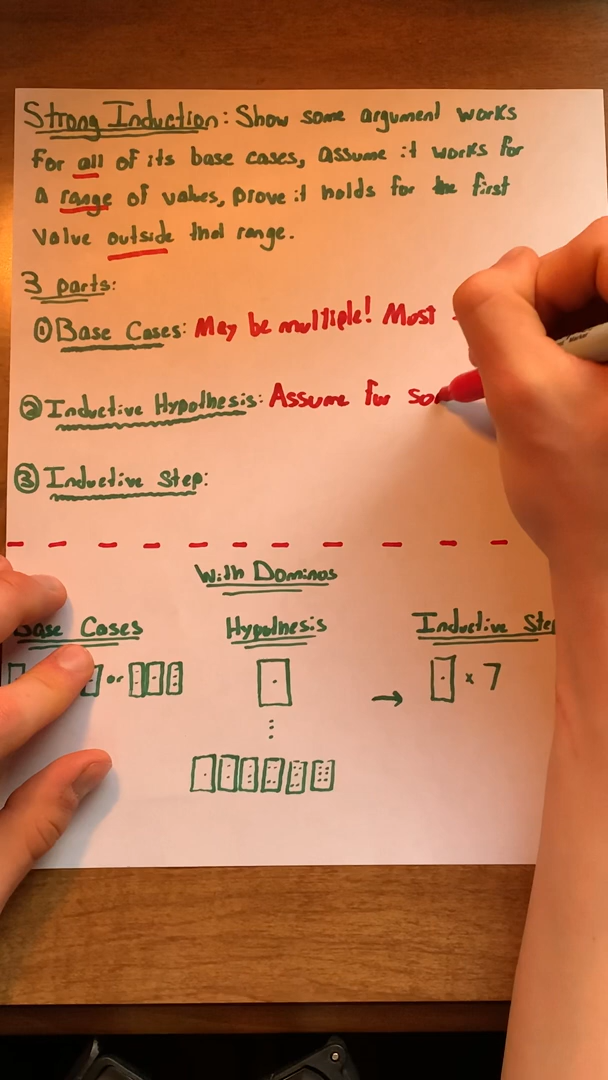 Strong Induction: Show some argument works
for all of its base cases, assume it works for
a range of values, prove it holds for the first
value outside that range.
3 parts:
① Base Cases: May be multiple! Most
② Inductive Hypothesis: Assume for so
③ Inductive Step:
With Dominos
Base Cases
Hypothesis
Inductive Step
or
→
x 7